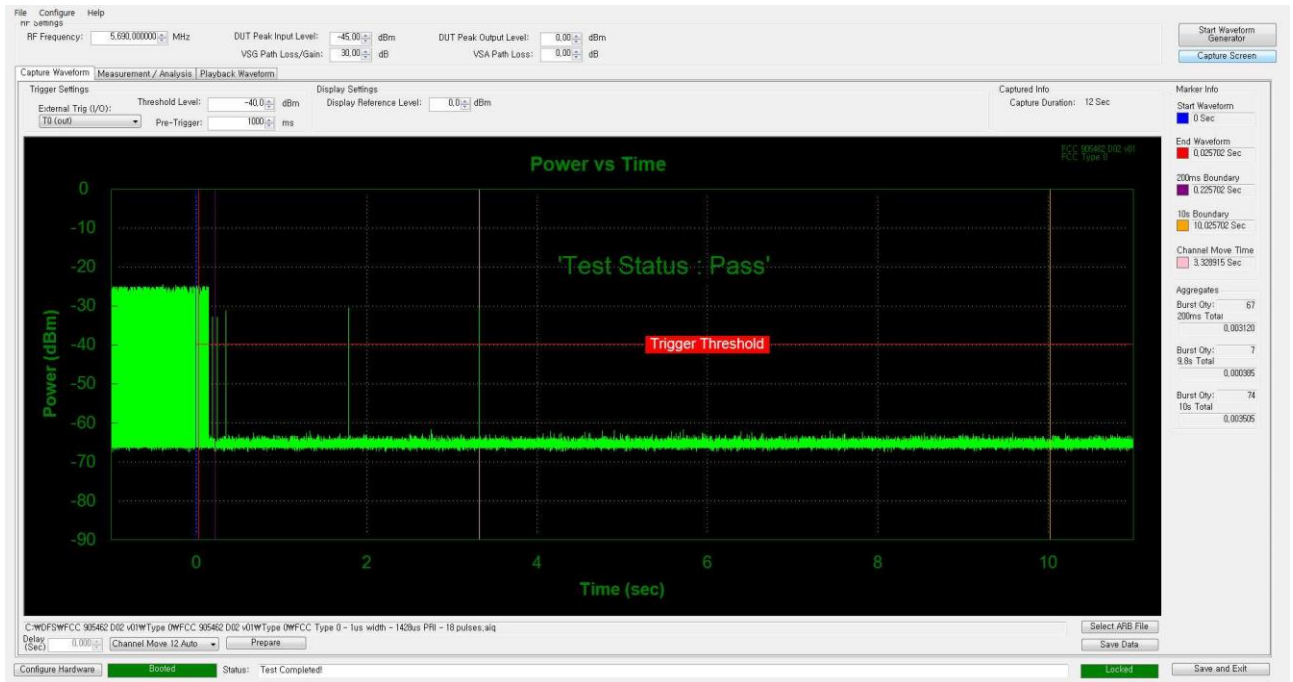 File Configure Help
RF Settings
RF Frequency: 5,690,000000 MHz DUT Peak Input Level: -45,00 dBm DUT Peak Output Level: 0,00 dBm
VSG Path Loss/Gain: 30,00 dB VSA Path Loss: 0,00 dB
Start Waveform Generator
Capture Screen
Capture Waveform Measurement / Analysis Playback Waveform
Trigger Settings
External Trig (I/O): Threshold Level: -40,0 dBm
T0 (out) Pre-Trigger: 1000 ms
Display Settings
Display Reference Level: 0,0 dBm
Captured Info
Capture Duration: 12 Sec
Marker Info
Start Waveform
0 Sec
End Waveform
0,025702 Sec
200ms Boundary
0,225702 Sec
10s Boundary
10,025702 Sec
Channel Move Time
3,328915 Sec
Aggregates
Burst Qty: 67
200ms Total
0,003120
Burst Qty: 7
9,8s Total
0,000385
Burst Qty: 74
10s Total
0,003505
FCC 905462 D02 v01
FCC Type 0
Power vs Time
'Test Status : Pass'
Trigger Threshold
Power (dBm)
0
-10
-20
-30
-40
-50
-60
-70
-80
-90
0 2 4 6 8 10
Time (sec)
C:₩DFS₩FCC 905462 D02 v01₩Type 0₩FCC 905462 D02 v01₩Type 0₩FCC Type 0 - 1us width - 1428us PRI - 18 pulses,aiq
Select ARB File
Delay (Sec) 0,000 Channel Move 12 Auto Prepare
Save Data
Configure Hardware Booted Status: Test Completed! Locked Save and Exit